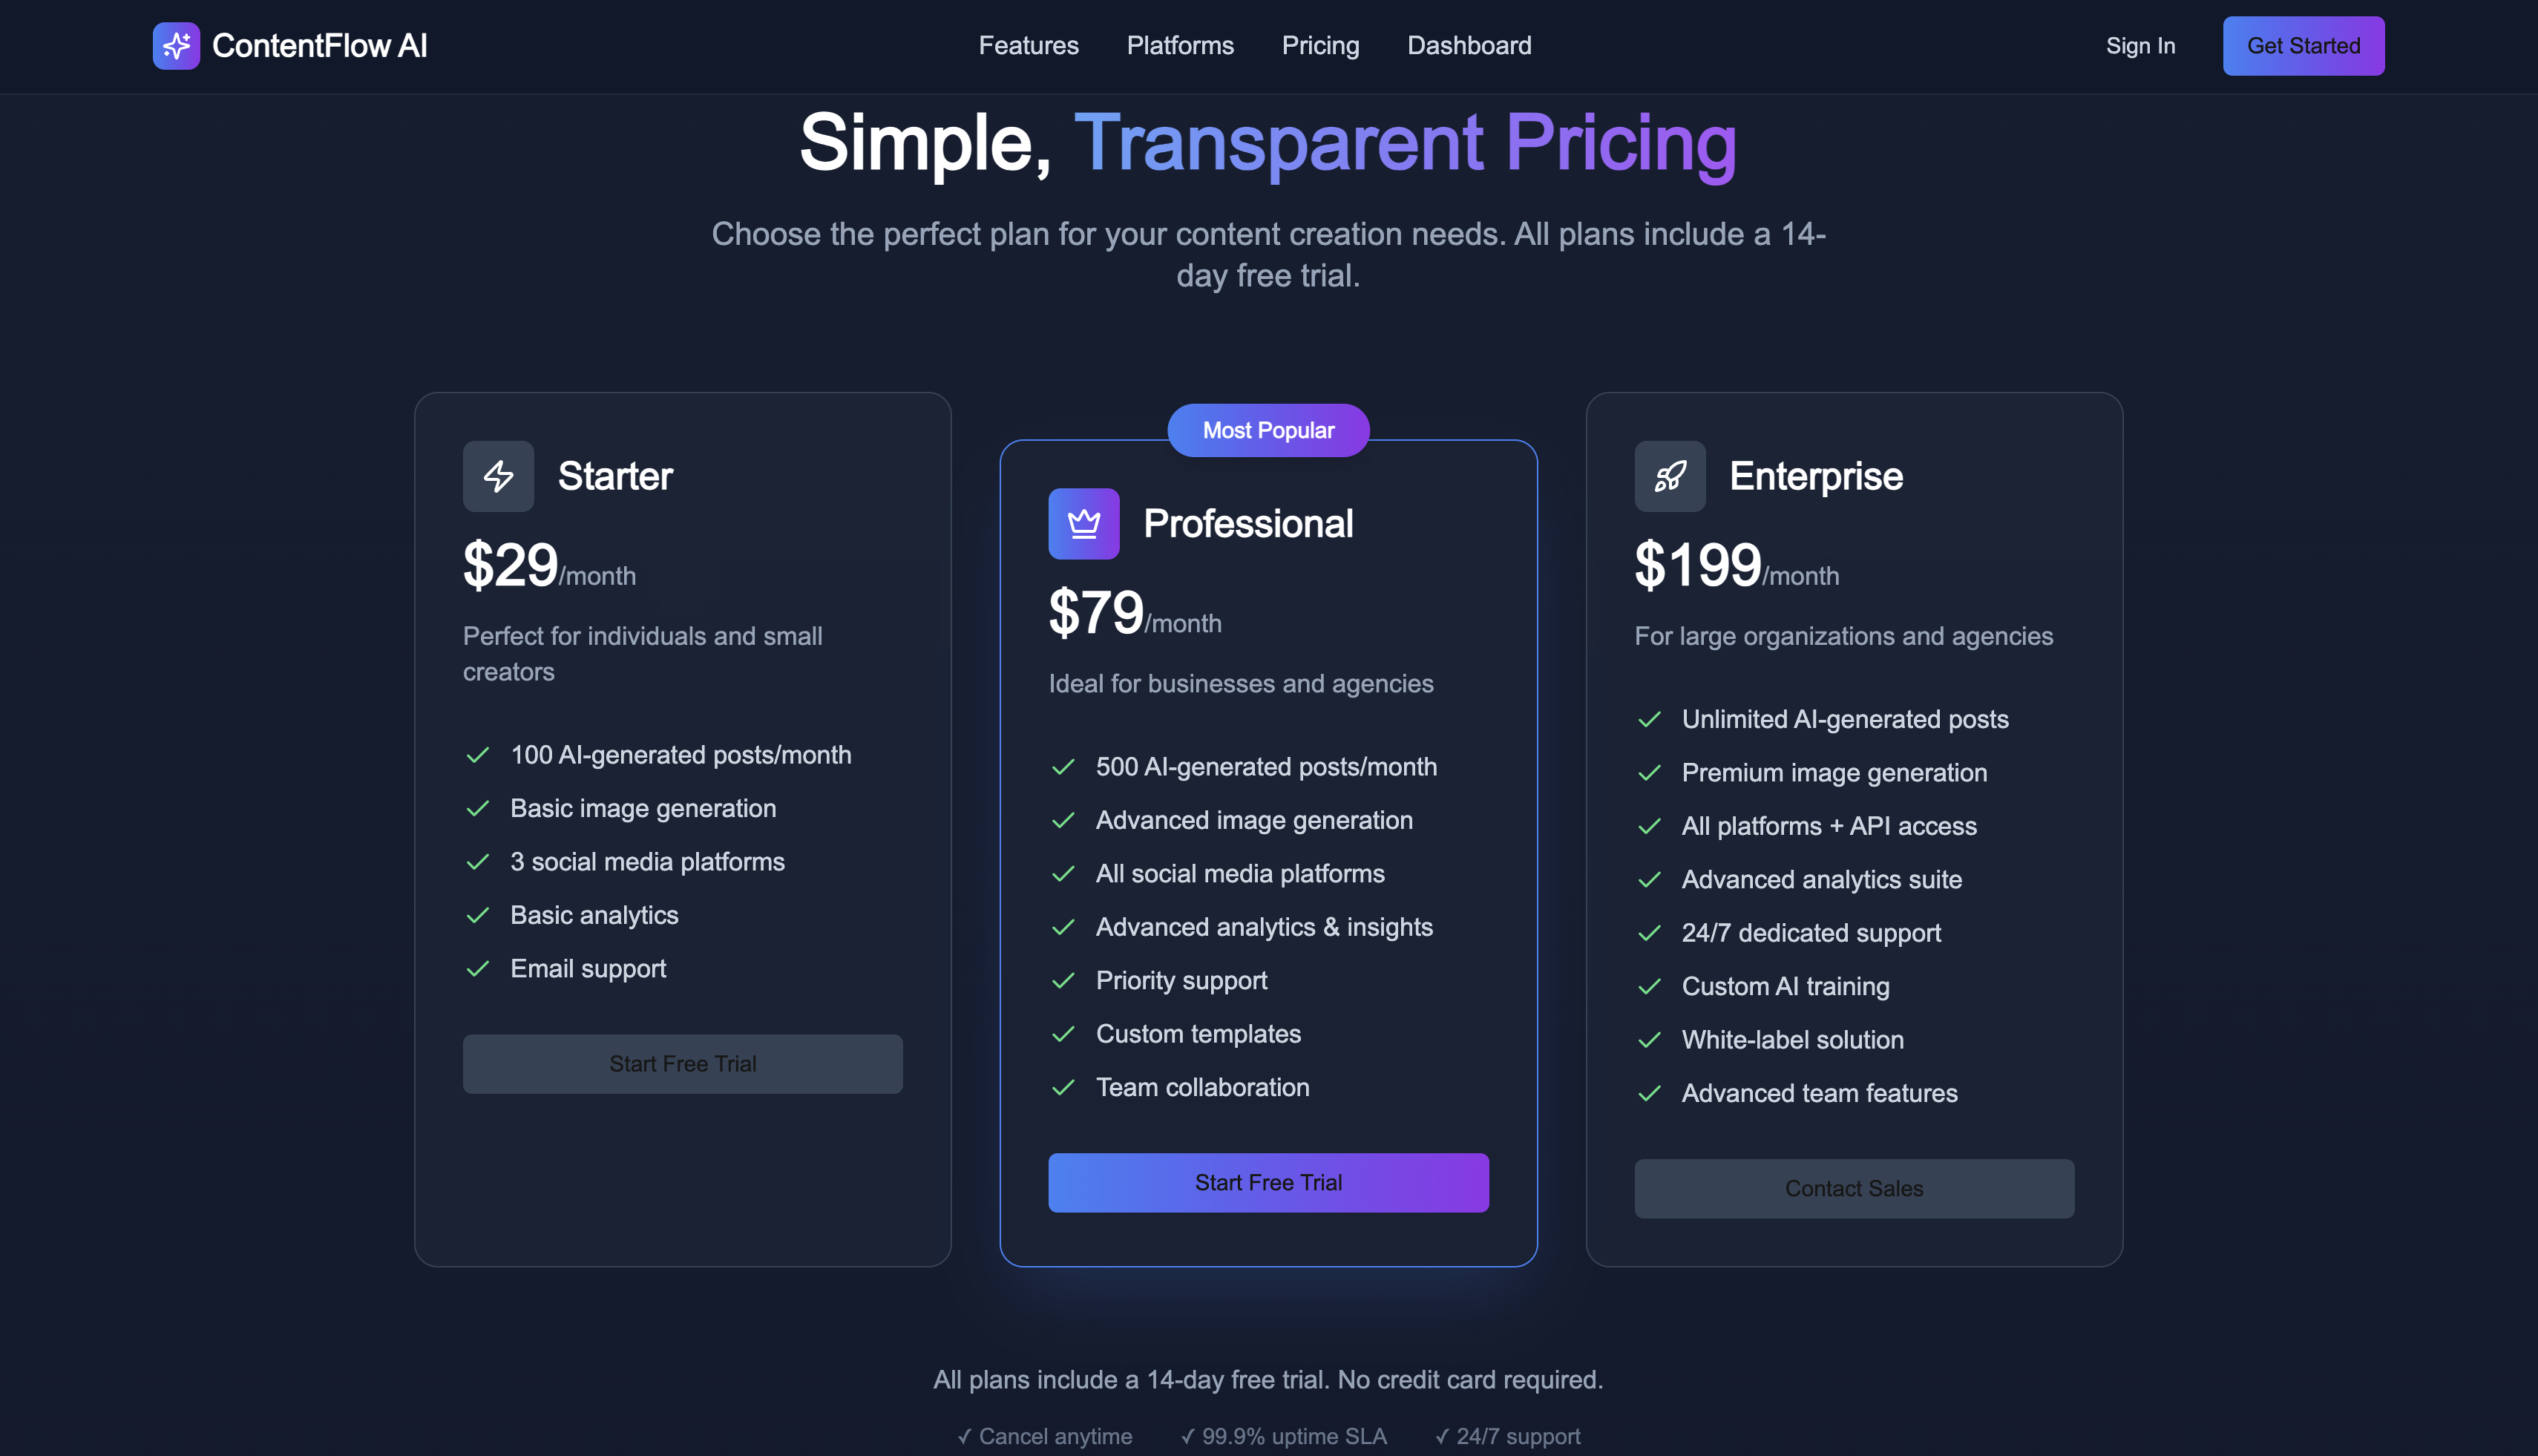 ContentFlow AI
Features
Platforms
Pricing
Dashboard
Sign In
Get Started
Simple, Transparent Pricing
Choose the perfect plan for your content creation needs. All plans include a 14-
day free trial.
Starter
$29/month
Perfect for individuals and small
creators
✓ 100 AI-generated posts/month
✓ Basic image generation
✓ 3 social media platforms
✓ Basic analytics
✓ Email support
Start Free Trial
Most Popular
Professional
$79/month
Ideal for businesses and agencies
✓ 500 AI-generated posts/month
✓ Advanced image generation
✓ All social media platforms
✓ Advanced analytics & insights
✓ Priority support
✓ Custom templates
✓ Team collaboration
Start Free Trial
Enterprise
$199/month
For large organizations and agencies
✓ Unlimited AI-generated posts
✓ Premium image generation
✓ All platforms + API access
✓ Advanced analytics suite
✓ 24/7 dedicated support
✓ Custom AI training
✓ White-label solution
✓ Advanced team features
Contact Sales
All plans include a 14-day free trial. No credit card required.
✓ Cancel anytime
✓ 99.9% uptime SLA
✓ 24/7 support